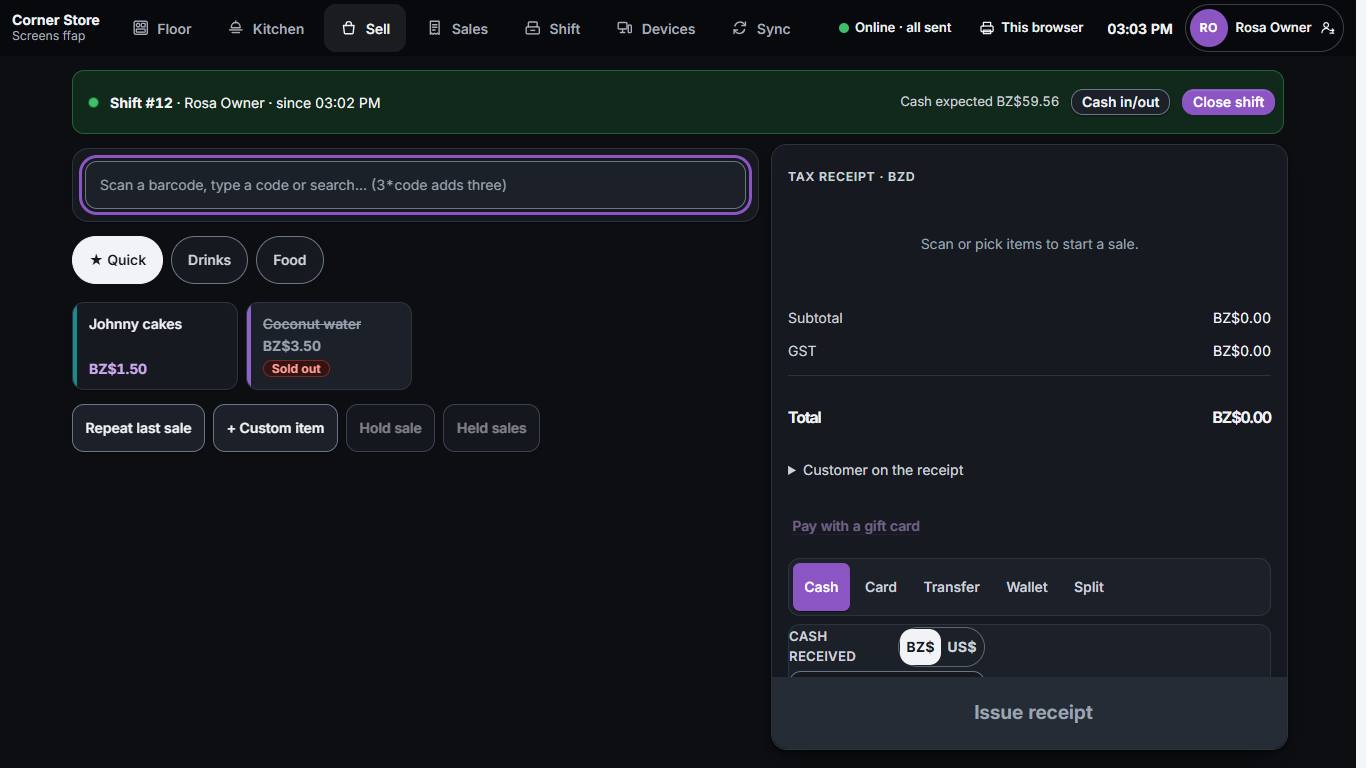 Corner Store
Screens ffap
Floor
Kitchen
Sell
Sales
Shift
Devices
Sync
Online · all sent
This browser
03:03 PM
RO
Rosa Owner
Shift #12 · Rosa Owner · since 03:02 PM
Cash expected BZ$59.56
Cash in/out
Close shift
Scan a barcode, type a code or search... (3*code adds three)
★ Quick
Drinks
Food
Johnny cakes
BZ$1.50
Coconut water
BZ$3.50
Sold out
Repeat last sale
+ Custom item
Hold sale
Held sales
TAX RECEIPT · BZD
Scan or pick items to start a sale.
Subtotal BZ$0.00
GST BZ$0.00
Total BZ$0.00
▶ Customer on the receipt
Pay with a gift card
Cash
Card
Transfer
Wallet
Split
CASH
RECEIVED
BZ$
US$
Issue receipt